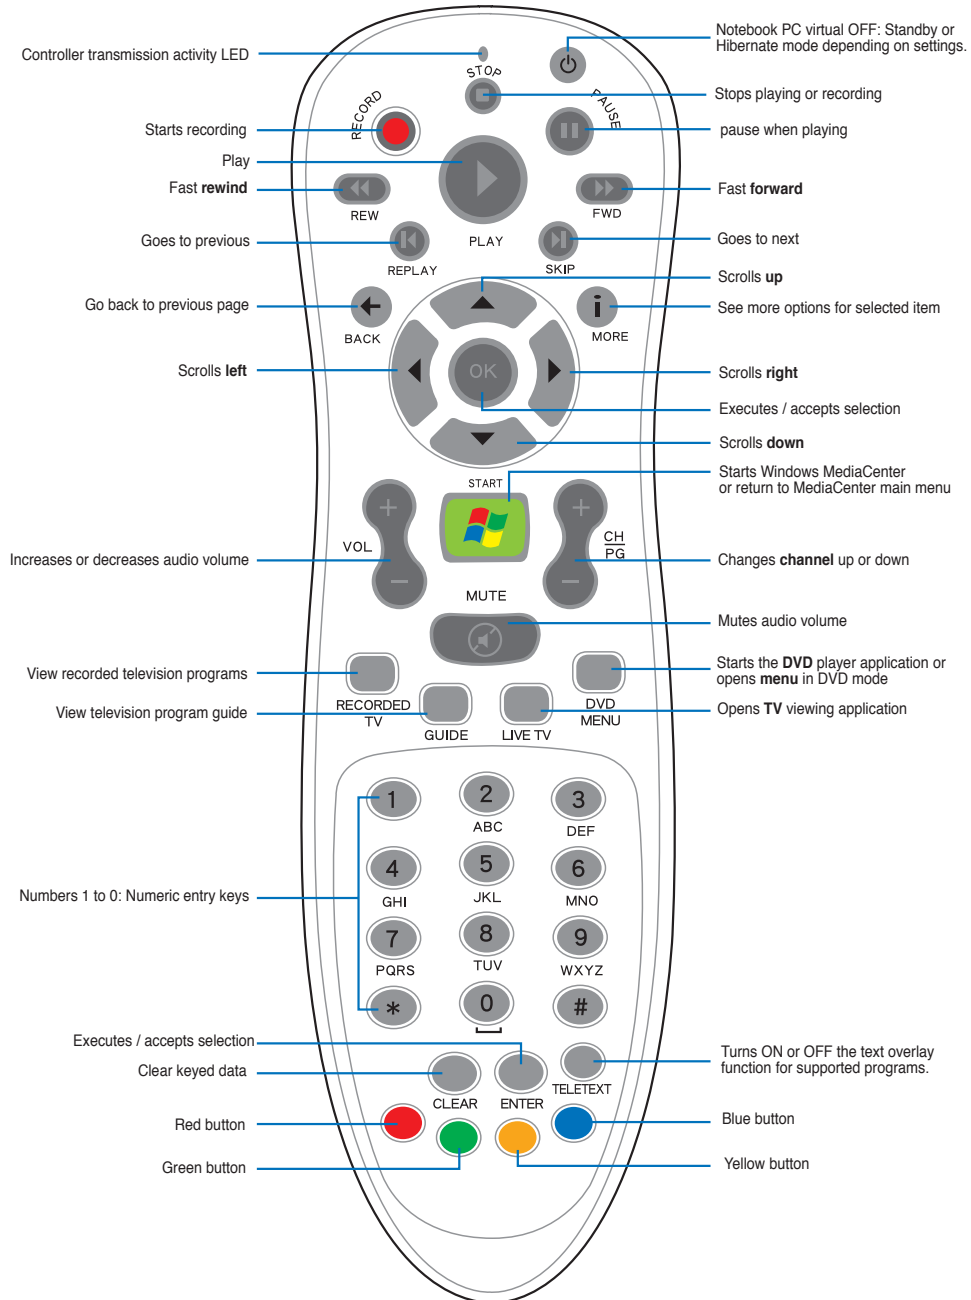 Notebook PC virtual OFF: Standby or
Hibernate mode depending on settings.
Controller transmission activity LED
STOP
Stops playing or recording
RECORD
PAUSE
Starts recording
pause when playing
Play
Fast rewind
Fast forward
REW
FWD
Goes to previous
PLAY
Goes to next
REPLAY
SKIP
Scrolls up
Go back to previous page
i
See more options for selected item
BACK
MORE
Scrolls left
OK
Scrolls right
Executes / accepts selection
Scrolls down
START
Starts Windows MediaCenter
or return to MediaCenter main menu
+
+
VOL
CH
PG
Increases or decreases audio volume
Changes channel up or down
−
−
MUTE
Mutes audio volume
View recorded television programs
Starts the DVD player application or
opens menu in DVD mode
RECORDED
TV
DVD
MENU
View television program guide
Opens TV viewing application
GUIDE
LIVE TV
1
2
3
ABC
DEF
4
5
6
GHI
JKL
MNO
Numbers 1 to 0: Numeric entry keys
7
8
9
PQRS
TUV
WXYZ
*
0
#
Executes / accepts selection
Turns ON or OFF the text overlay
function for supported programs.
Clear keyed data
CLEAR
ENTER
TELETEXT
Red button
Blue button
Green button
Yellow button